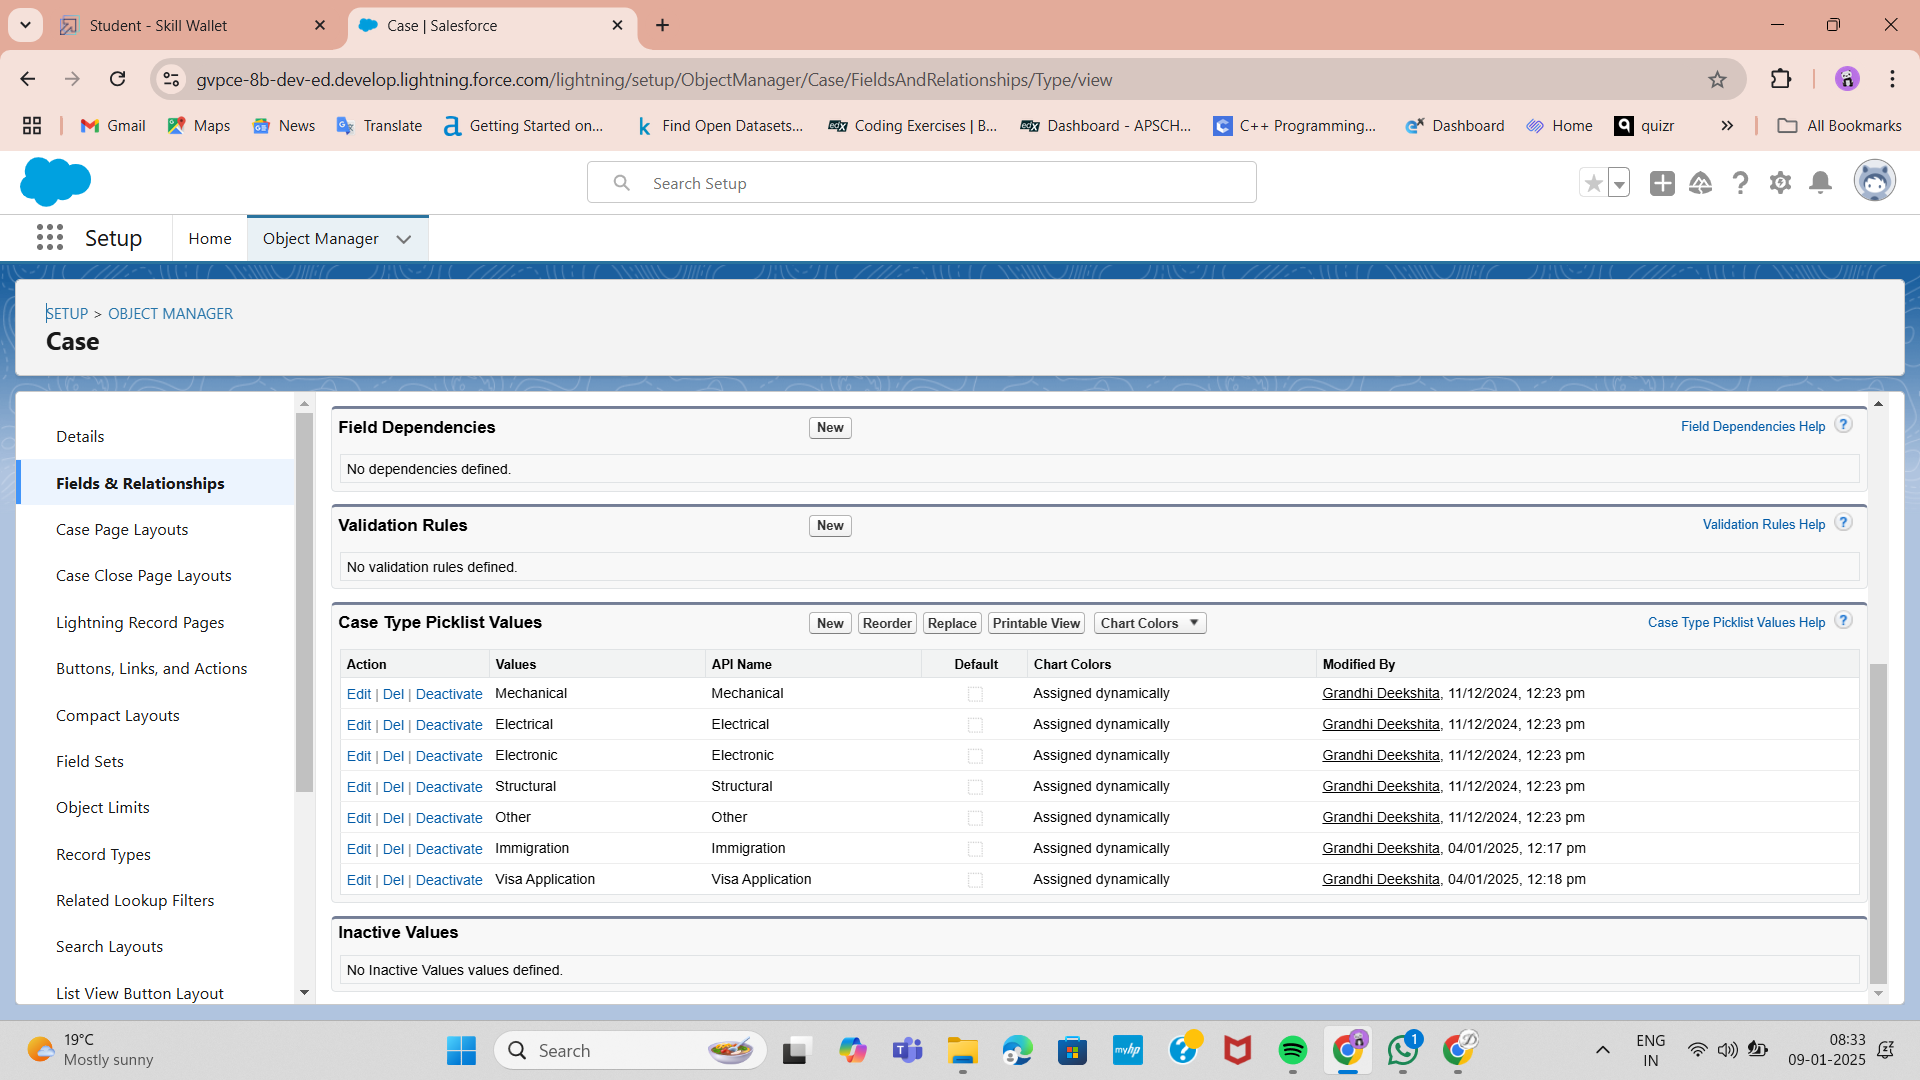 Student - Skill Wallet
Case | Salesforce
gvpce-8b-dev-ed.develop.lightning.force.com/lightning/setup/ObjectManager/Case/FieldsAndRelationships/Type/view
Gmail Maps News Translate Getting Started on... Find Open Datasets... Coding Exercises | B... Dashboard - APSCH... C++ Programming... Dashboard Home quizr » All Bookmarks
Search Setup
Setup Home Object Manager
SETUP > OBJECT MANAGER
Case
Details
Fields & Relationships
Case Page Layouts
Case Close Page Layouts
Lightning Record Pages
Buttons, Links, and Actions
Compact Layouts
Field Sets
Object Limits
Record Types
Related Lookup Filters
Search Layouts
List View Button Layout
Field Dependencies New Field Dependencies Help ?
No dependencies defined.
Validation Rules New Validation Rules Help ?
No validation rules defined.
Case Type Picklist Values New Reorder Replace Printable View Chart Colors Case Type Picklist Values Help ?
Action Values API Name Default Chart Colors Modified By
Edit | Del | Deactivate Mechanical Mechanical Assigned dynamically Grandhi Deekshita, 11/12/2024, 12:23 pm
Edit | Del | Deactivate Electrical Electrical Assigned dynamically Grandhi Deekshita, 11/12/2024, 12:23 pm
Edit | Del | Deactivate Electronic Electronic Assigned dynamically Grandhi Deekshita, 11/12/2024, 12:23 pm
Edit | Del | Deactivate Structural Structural Assigned dynamically Grandhi Deekshita, 11/12/2024, 12:23 pm
Edit | Del | Deactivate Other Other Assigned dynamically Grandhi Deekshita, 11/12/2024, 12:23 pm
Edit | Del | Deactivate Immigration Immigration Assigned dynamically Grandhi Deekshita, 04/01/2025, 12:17 pm
Edit | Del | Deactivate Visa Application Visa Application Assigned dynamically Grandhi Deekshita, 04/01/2025, 12:18 pm
Inactive Values
No Inactive Values values defined.
19°C
Mostly sunny
Search
myhp
1
ENG
IN
08:33
09-01-2025